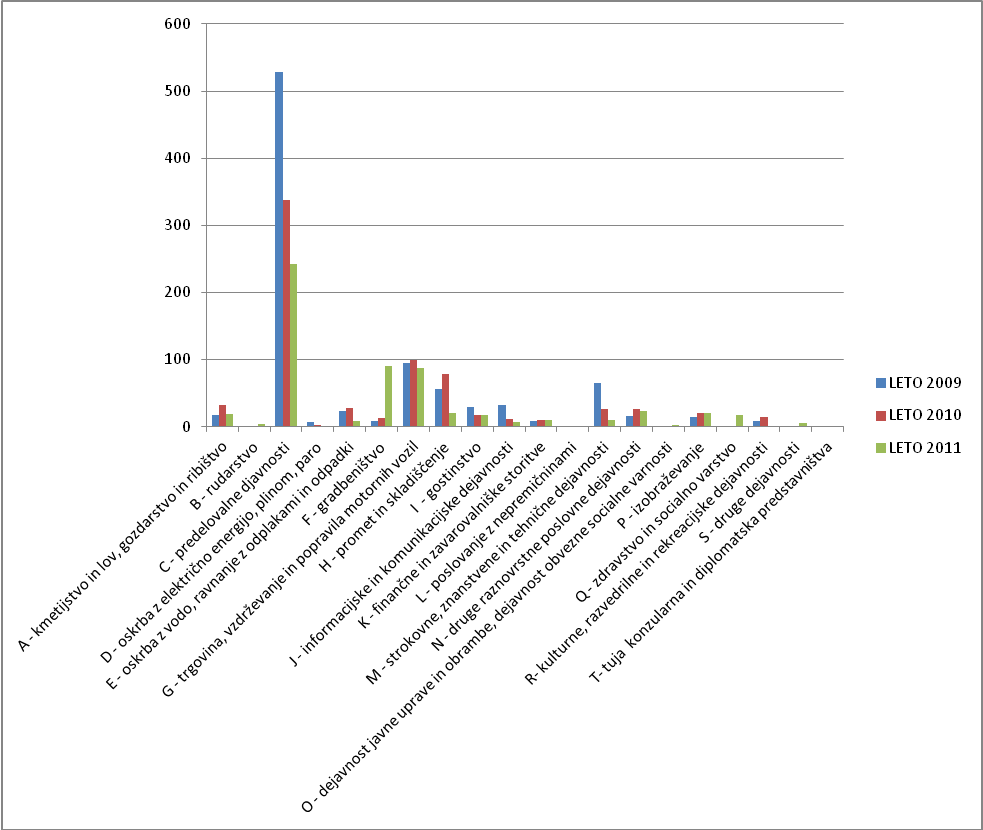 600
500
400
300
200
100
0
A - kmetijstvo in lov, gozdarstvo in ribištvo
B - rudarstvo
C - predelovalne djavnosti
D - oskrba z električno energijo, plinom, paro
E - oskrba z vodo, ravnanje z odplakami in odpadki
F - gradbeništvo
G - trgovina, vzdrževanje in popravila motornih vozil
H - promet in skladiščenje
I - gostinstvo
J - informacijske in komunikacijske dejavnosti
K - finančne in zavarovalniške storitve
L - poslovanje z nepremičninami
M - strokovne, znanstvene in tehnične dejavnosti
N - druge raznovrstne poslovne dejavnosti
O - dejavnost javne uprave in obrambe, dejavnost obvezne socialne varnosti
P - izobraževanje
Q - zdravstvo in socialno varstvo
R- kulturne, razvedrilne in rekreacijske dejavnosti
S - druge dejavnosti
T- tuja konzularna in diplomatska predstavništva
LETO 2009
LETO 2010
LETO 2011